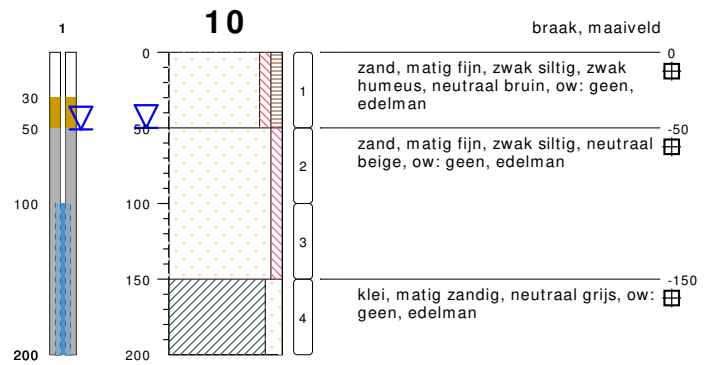 1
10
braak, maaiveld
0
0
zand, matig fijn, zwak siltig, zwak
humeus, neutraal bruin, ow: geen,
edelman
1
30
50
50
-50
zand, matig fijn, zwak siltig, neutraal
beige, ow: geen, edelman
2
100
100
3
150
-150
klei, matig zandig, neutraal grijs, ow:
geen, edelman
4
200
200